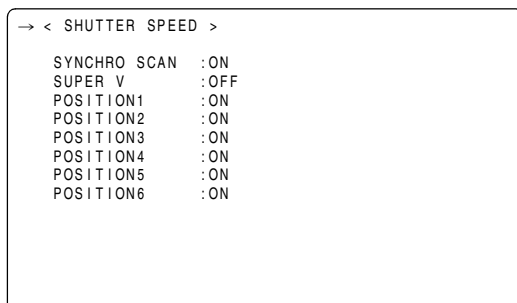 → < SHUTTER SPEED >
SYNCHRO SCAN :ON
SUPER V :OFF
POSITION1 :ON
POSITION2 :ON
POSITION3 :ON
POSITION4 :ON
POSITION5 :ON
POSITION6 :ON